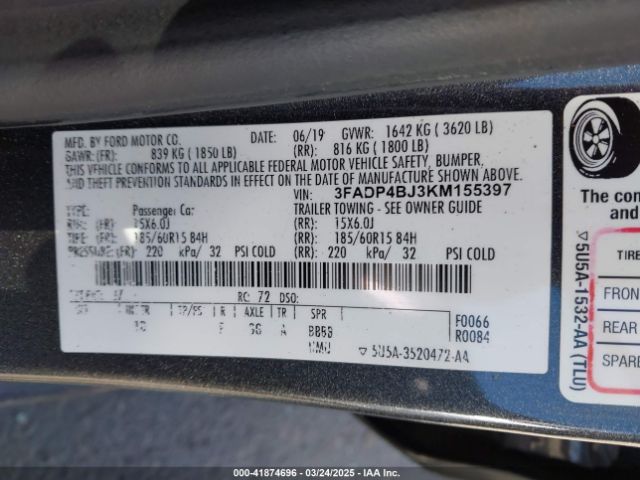 MFD. BY FORD MOTOR CO.
DATE: 06/19 GVWR: 1642 KG ( 3620 LB)
GAWR: (FR): 839 KG ( 1850 LB) (RR): 816 KG ( 1800 LB)
THIS VEHICLE CONFORMS TO ALL APPLICABLE FEDERAL MOTOR VEHICLE SAFETY, BUMPER,
AND THEFT PREVENTION STANDARDS IN EFFECT ON THE DATE OF MANUFACTURE SHOWN ABOVE.
VIN: 3FADP4BJ3KM155397
TYPE: Passenger Car TRAILER TOWING - SEE OWNER GUIDE
RIM: (FR): 15X6.0J (RR): 15X6.0J
TIRE: (FR): 185/60R15 84H (RR): 185/60R15 84H
PRESSURE: (FR): 220 kPa/ 32 PSI COLD (RR): 220 kPa/ 32 PSI COLD
RC: 72 DSO:
TP/PS R AXLE TR SPR
A
F0066
R0084
▽ 5U5A-3520472-AA
The con
and
TIRE
FRON
REAR
SPARE
▽5U5A-1532-AA (TLU)
00-41874696 — 03/24/2025 — IAA Inc.